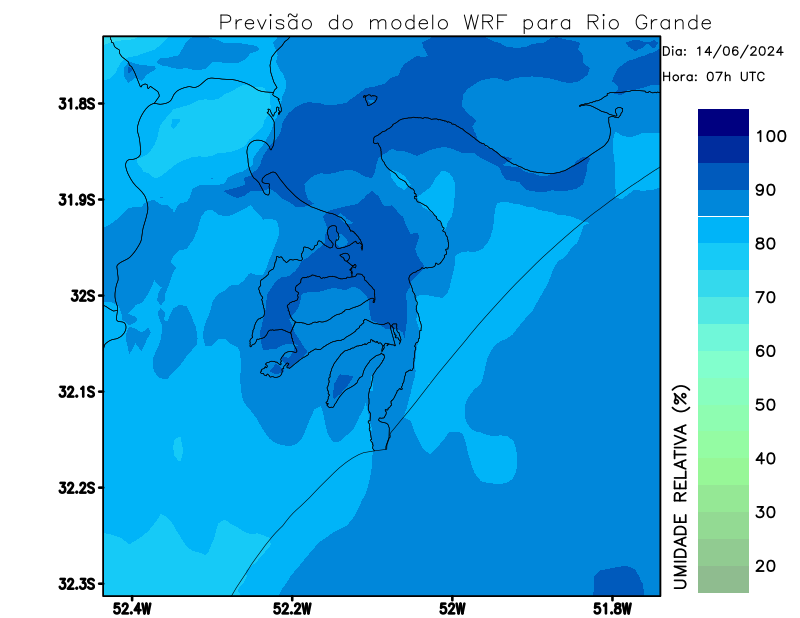 Previsão do modelo WRF para Rio Grande
Dia: 14/06/2024
Hora: 07h UTC
31.8S
31.9S
32S
32.1S
32.2S
32.3S
52.4W
52.2W
52W
51.8W
100
90
80
70
60
50
40
30
20
UMIDADE RELATIVA (%)